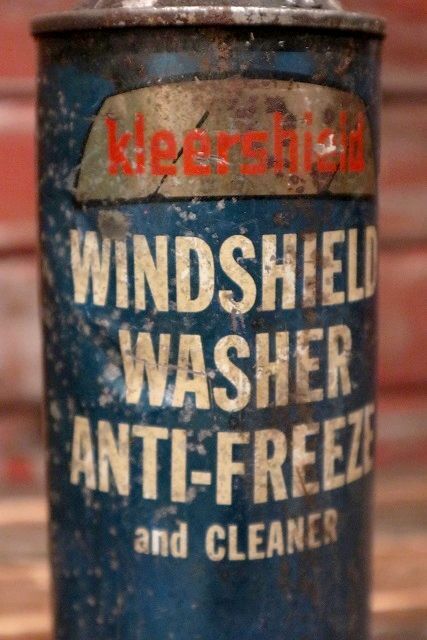 kleershield
WINDSHIELD
WASHER
ANTI-FREEZE
and CLEANER